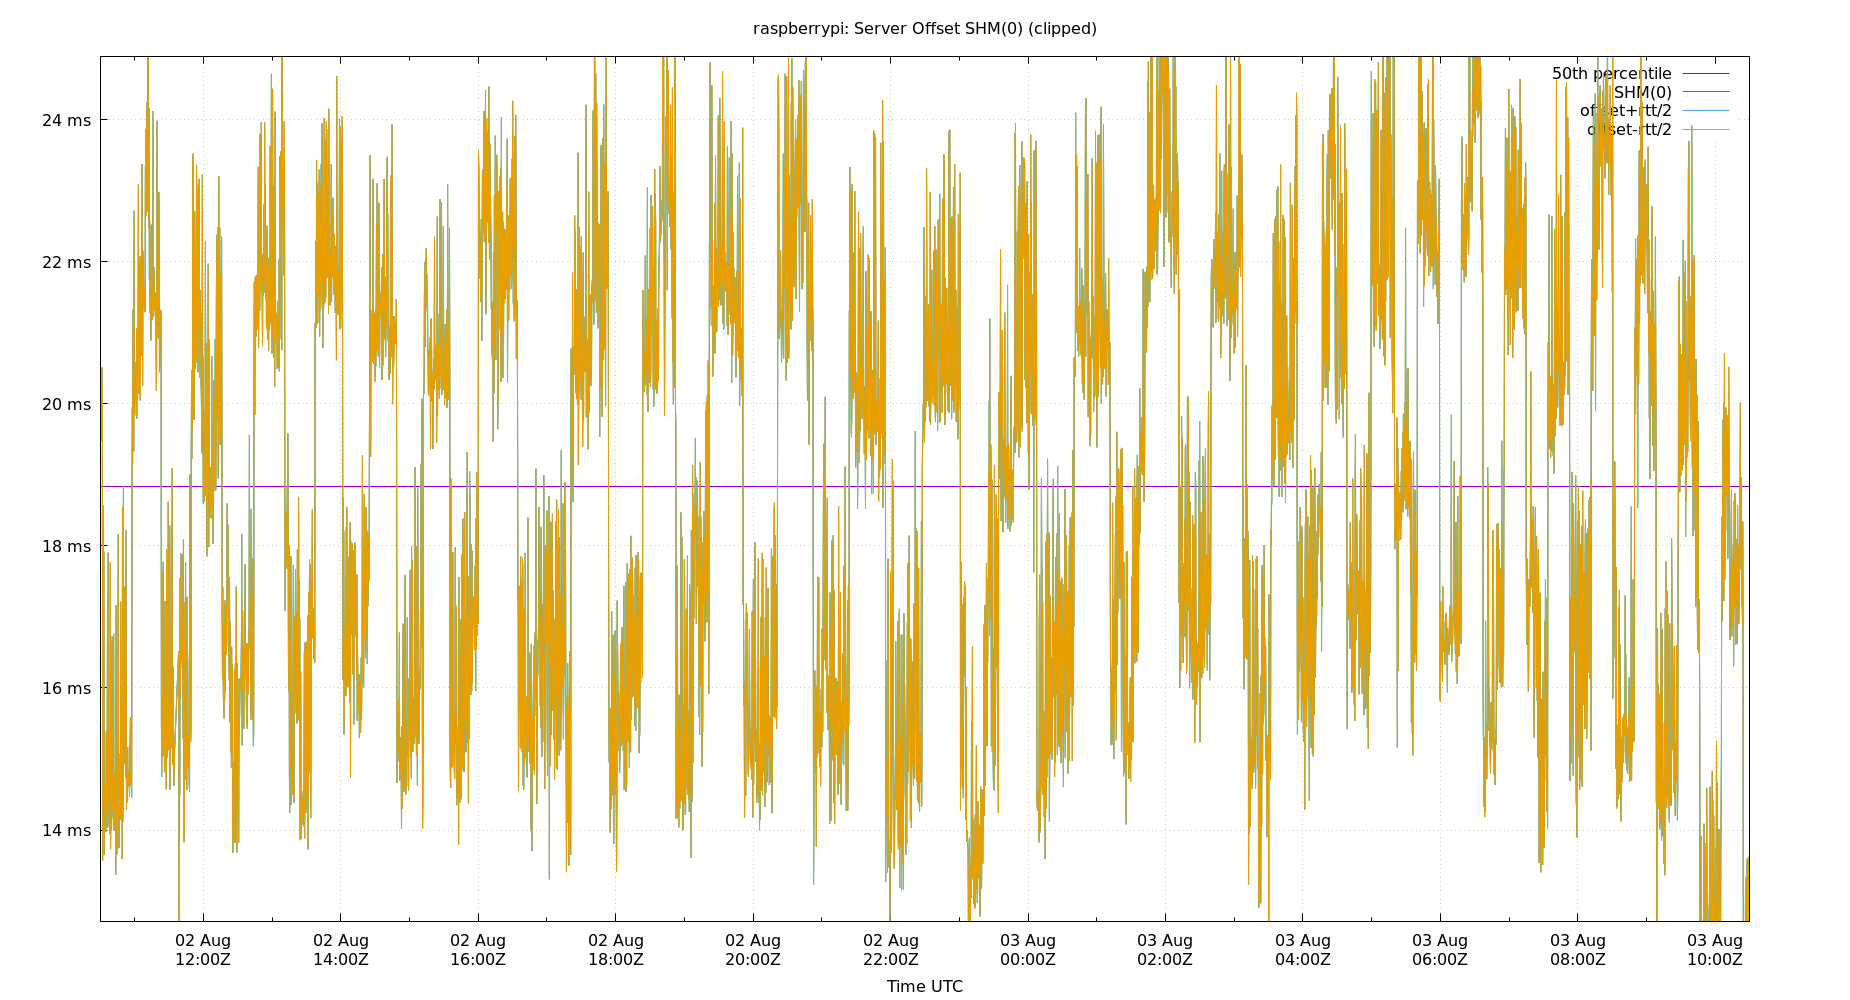 raspberrypi: Server Offset SHM(0) (clipped)
50th percentile
SHM(0)
offset+rtt/2
offset-rtt/2
24 ms
22 ms
20 ms
18 ms
16 ms
14 ms
02 Aug 02 Aug 02 Aug 02 Aug 02 Aug 02 Aug 03 Aug 03 Aug 03 Aug 03 Aug 03 Aug 03 Aug
12:00Z 14:00Z 16:00Z 18:00Z 20:00Z 22:00Z 00:00Z 02:00Z 04:00Z 06:00Z 08:00Z 10:00Z
Time UTC